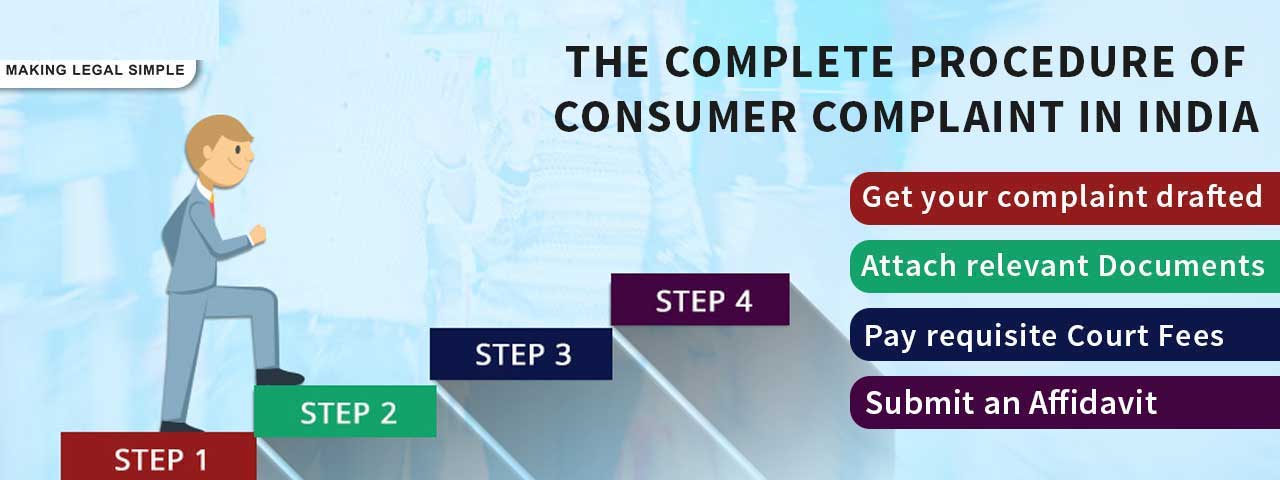 MAKING LEGAL SIMPLE
THE COMPLETE PROCEDURE OF
CONSUMER COMPLAINT IN INDIA
Get your complaint drafted
Attach relevant Documents
Pay requisite Court Fees
Submit an Affidavit
STEP 1
STEP 2
STEP 3
STEP 4